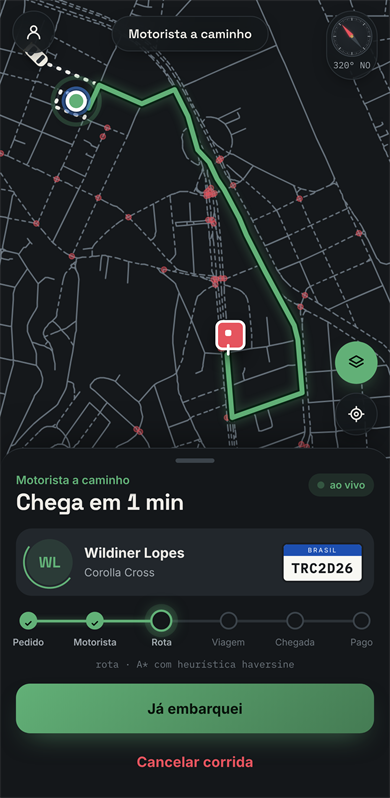 Motorista a caminho
320° NO
Motorista a caminho
ao vivo
Chega em 1 min
WL
Wildiner Lopes
Corolla Cross
BRASIL
TRC2D26
Pedido
Motorista
Rota
Viagem
Chegada
Pago
rota · A* com heurística haversine
Já embarquei
Cancelar corrida